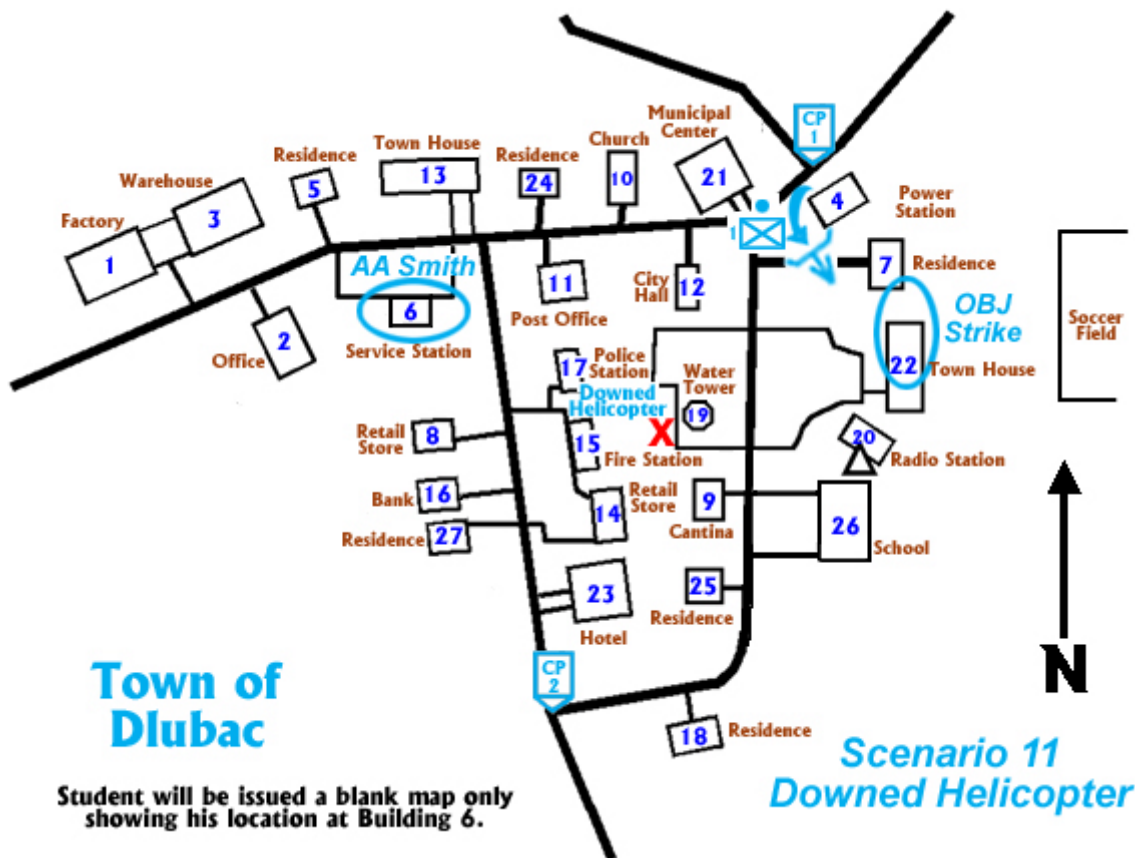 CP
1
Municipal
Center
Church
Town House
Residence
Residence
Warehouse
Factory
13
24
10
21
4
Power
Station
5
3
1
1
7
Residence
AA Smith
6
Service Station
2
Office
11
Post Office
City
Hall
12
OBJ
Strike
22
Town House
Soccer
Field
17
Police
Station
Downed
Helicopter
X
Water
Tower
19
15
Fire Station
20
Radio Station
Retail
Store
8
Bank
16
Residence
27
Retail
Store
14
9
Cantina
26
School
23
Hotel
25
Residence
N
CP
2
18
Residence
Town of
Dlubac
Scenario 11
Downed Helicopter
Student will be issued a blank map only
showing his location at Building 6.